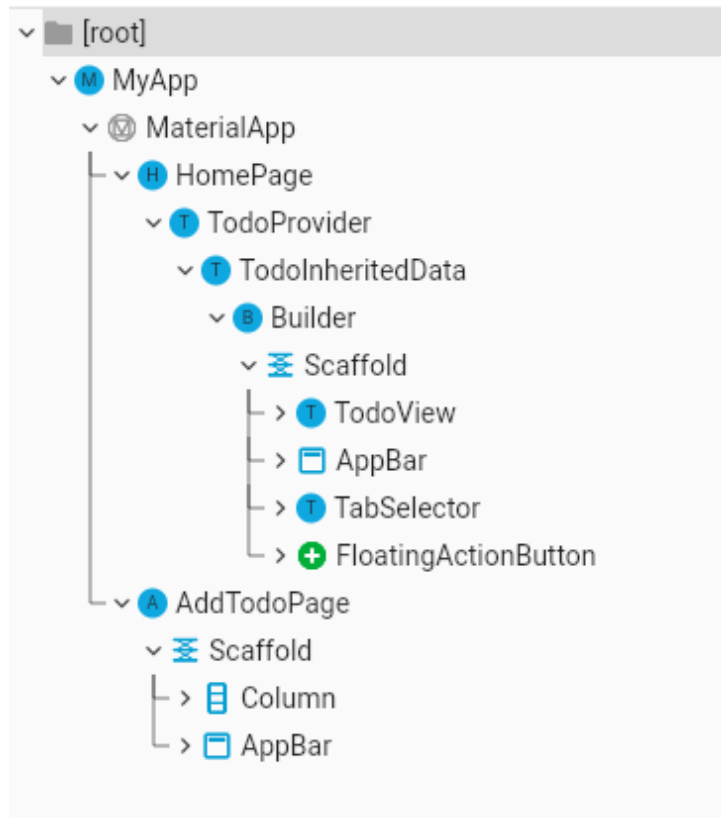 [root]
M MyApp
MaterialApp
H HomePage
T TodoProvider
T TodoInheritedData
B Builder
Scaffold
T TodoView
AppBar
T TabSelector
FloatingActionButton
A AddTodoPage
Scaffold
Column
AppBar